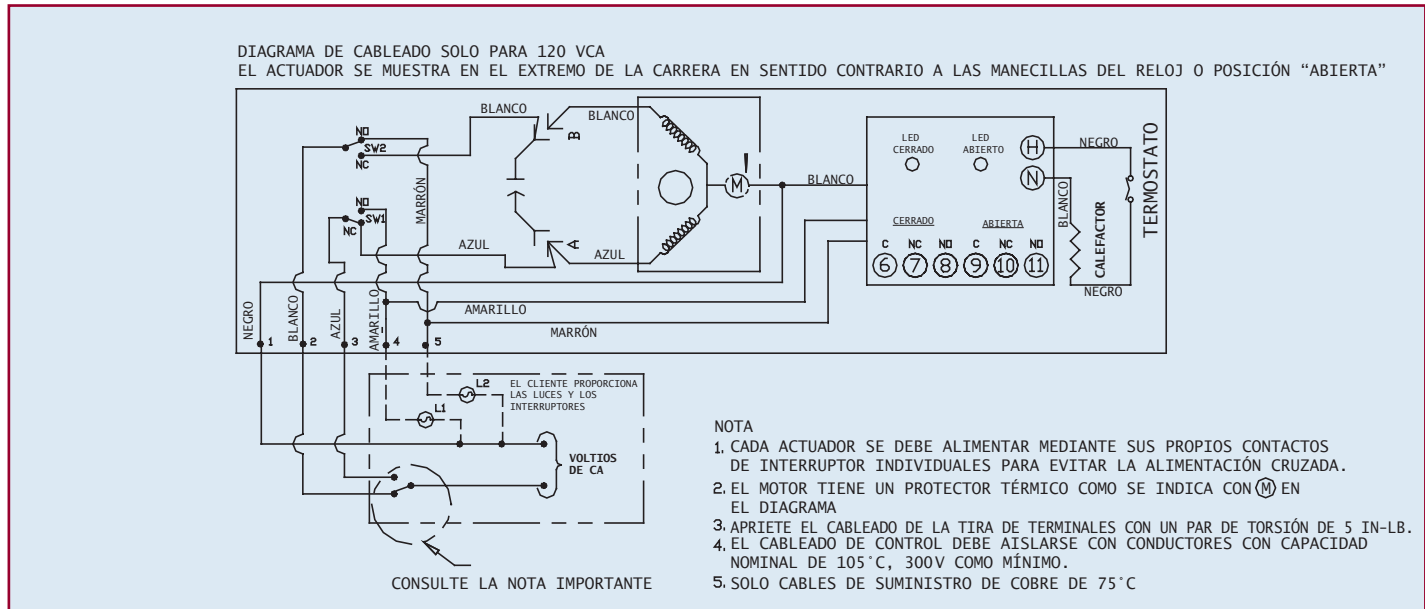 DIAGRAMA DE CABLEADO SOLO PARA 120 VCA
EL ACTUADOR SE MUESTRA EN EL EXTREMO DE LA CARRERA EN SENTIDO CONTRARIO A LAS MANECILLAS DEL RELOJ O POSICIÓN “ABIERTA”
BLANCO
BLANCO
NO
SW2
NC
B
MARRÓN
NO
SW1
NC
A
AZUL
AZUL
M
BLANCO
LED
CERRADO
LED
ABIERTO
H
N
NEGRO
BLANCO
CALEFACTOR
NEGRO
TERMOSTATO
CERRADO
ABIERTA
C NC NO C NC NO
6 7 8 9 10 11
AMARILLO
MARRÓN
NEGRO
BLANCO
AZUL
AMARILLO
1 2 3 4 5
L2
L1
EL CLIENTE PROPORCIONA
LAS LUCES Y LOS
INTERRUPTORES
VOLTIOS
DE CA
CONSULTE LA NOTA IMPORTANTE
NOTA
1. CADA ACTUADOR SE DEBE ALIMENTAR MEDIANTE SUS PROPIOS CONTACTOS
DE INTERRUPTOR INDIVIDUALES PARA EVITAR LA ALIMENTACIÓN CRUZADA.
2. EL MOTOR TIENE UN PROTECTOR TÉRMICO COMO SE INDICA CON M EN
EL DIAGRAMA
3. APRIETE EL CABLEADO DE LA TIRA DE TERMINALES CON UN PAR DE TORSIÓN DE 5 IN-LB.
4. EL CABLEADO DE CONTROL DEBE AISLARSE CON CONDUCTORES CON CAPACIDAD
NOMINAL DE 105°C, 300V COMO MÍNIMO.
5. SOLO CABLES DE SUMINISTRO DE COBRE DE 75°C